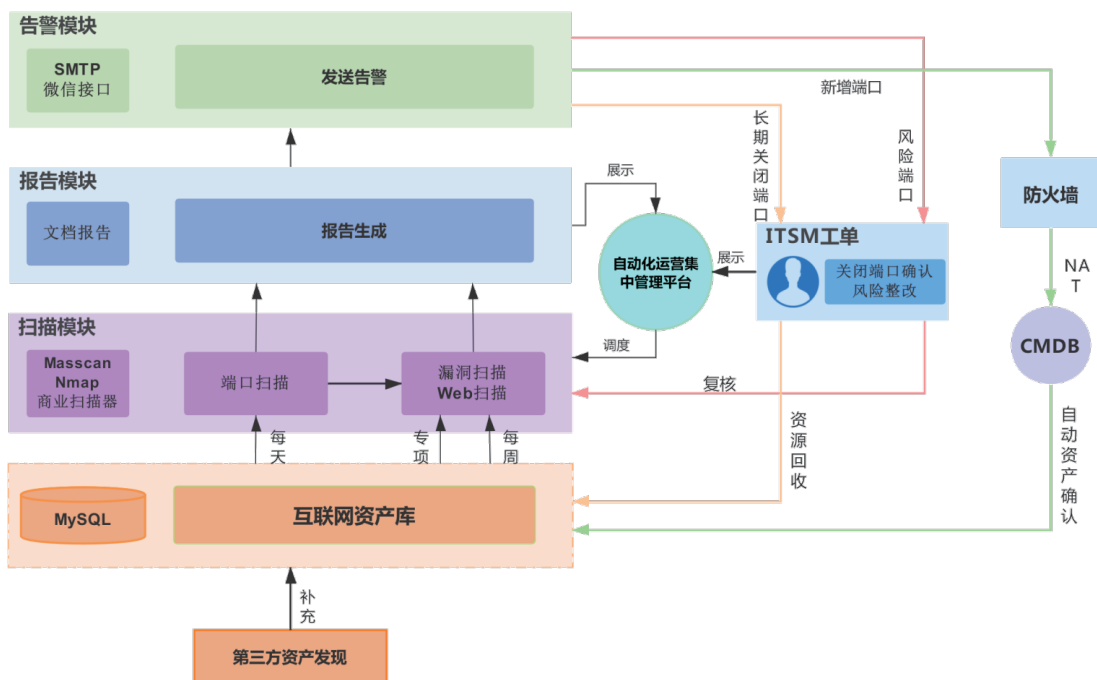 告警模块
SMTP
微信接口
发送告警
新增端口
长期关闭端口
风险端口
防火墙
报告模块
文档报告
报告生成
展示
自动化运营集
中管理平台
展示
ITSM工单
关闭端口确认
风险整改
NA
T
CMDB
扫描模块
Masscan
Nmap
商业扫描器
端口扫描
漏洞扫描
Web扫描
调度
复核
每天
专项
每周
资源回收
自动资产确认
MySQL
互联网资产库
补充
第三方资产发现